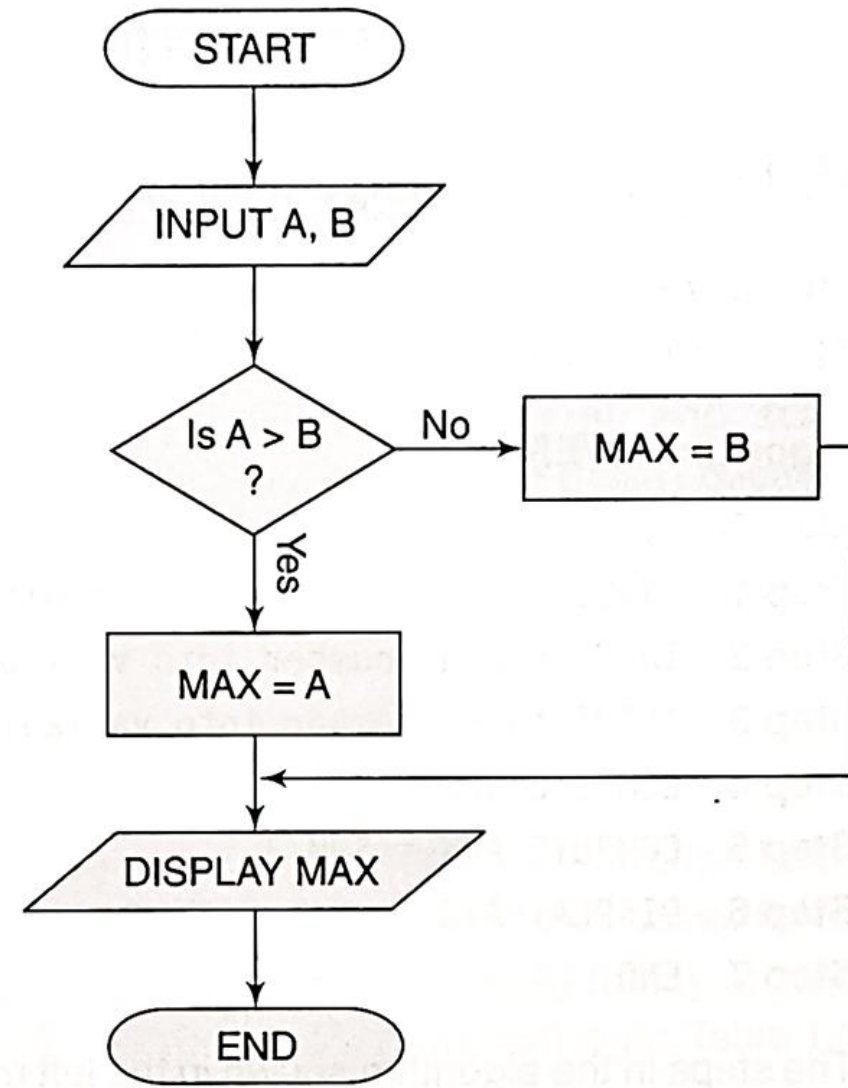 START
INPUT A, B
Is A > B
?
No
MAX = B
Yes
MAX = A
DISPLAY MAX
END